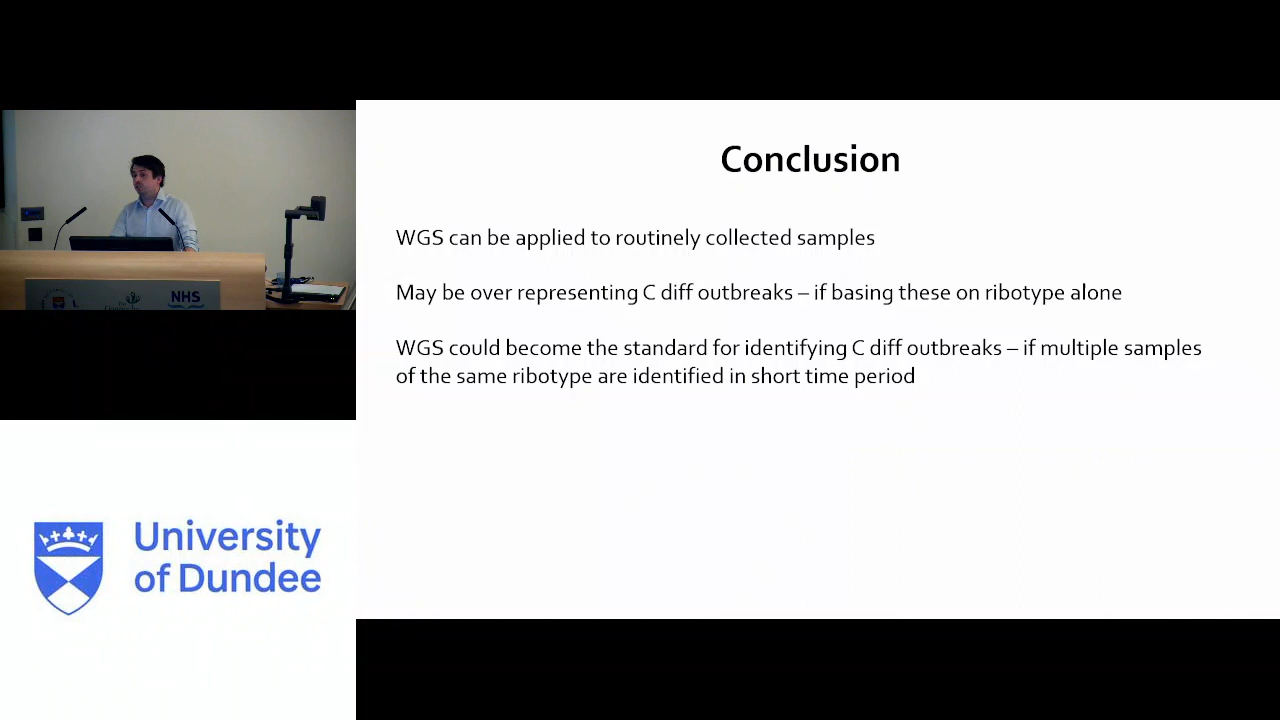 Conclusion
WGS can be applied to routinely collected samples
May be over representing C diff outbreaks – if basing these on ribotype alone
WGS could become the standard for identifying C diff outbreaks – if multiple samples
of the same ribotype are identified in short time period
NHS
University
of Dundee